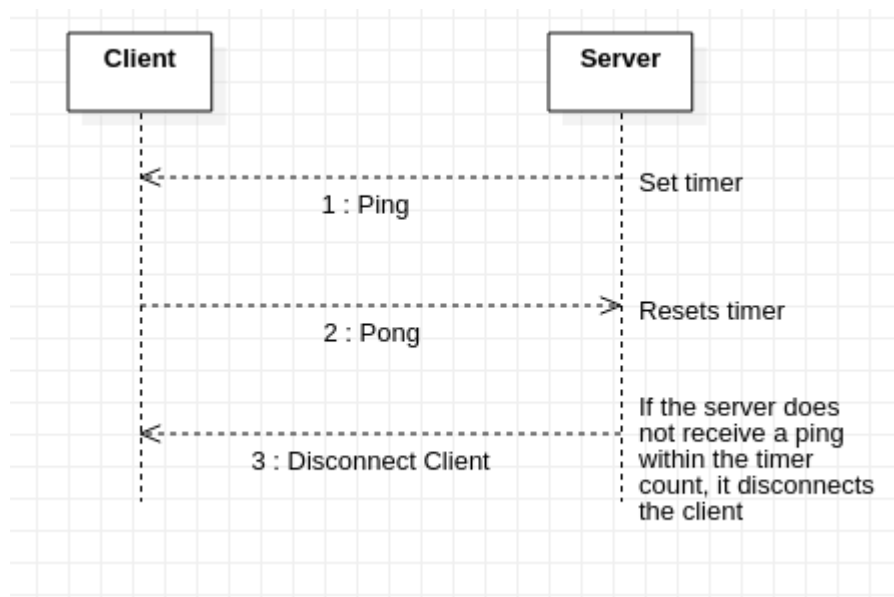 Client
Server
Set timer
1 : Ping
Resets timer
2 : Pong
If the server does
not receive a ping
within the timer
count, it disconnects
the client
3 : Disconnect Client